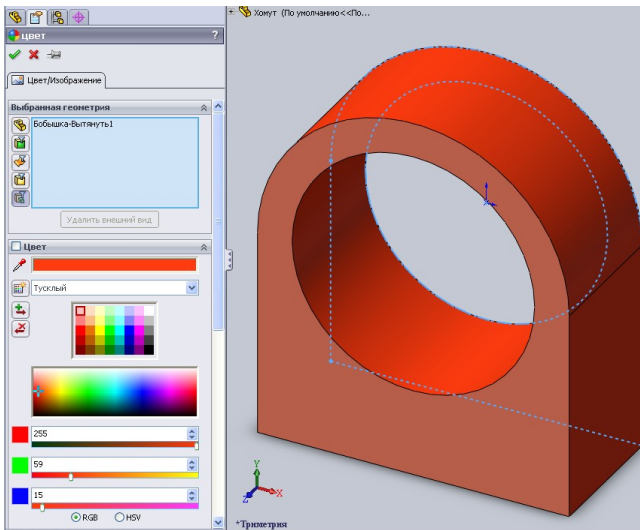 цвет ?
Цвет/Изображение
Выбранная геометрия
Бобышка-Вытянуть1
Удалить внешний вид
Цвет
Тусклый
255
59
15
RGB HSV
Хомут (По умолчанию<<По...
Y
X
Z
*Триметрия